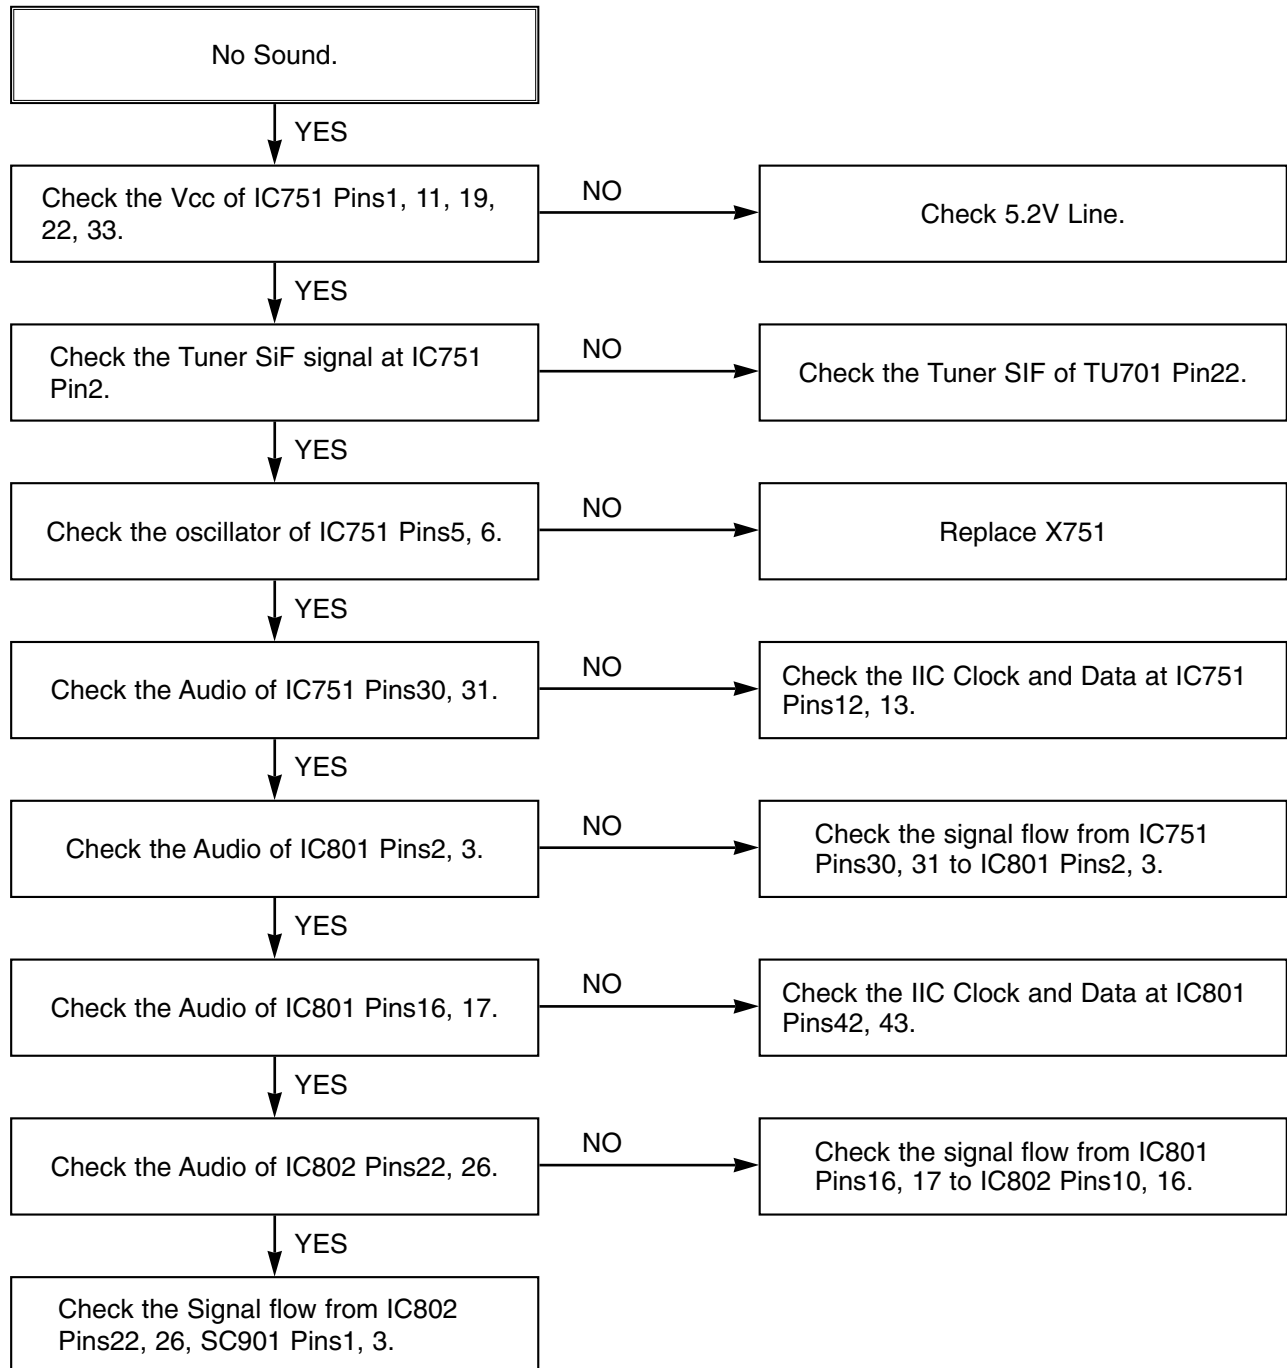 No Sound.
YES
Check the Vcc of IC751 Pins1, 11, 19,
22, 33.
NO
Check 5.2V Line.
YES
Check the Tuner SiF signal at IC751
Pin2.
NO
Check the Tuner SIF of TU701 Pin22.
YES
Check the oscillator of IC751 Pins5, 6.
NO
Replace X751
YES
Check the Audio of IC751 Pins30, 31.
NO
Check the IIC Clock and Data at IC751
Pins12, 13.
YES
Check the Audio of IC801 Pins2, 3.
NO
Check the signal flow from IC751
Pins30, 31 to IC801 Pins2, 3.
YES
Check the Audio of IC801 Pins16, 17.
NO
Check the IIC Clock and Data at IC801
Pins42, 43.
YES
Check the Audio of IC802 Pins22, 26.
NO
Check the signal flow from IC801
Pins16, 17 to IC802 Pins10, 16.
YES
Check the Signal flow from IC802
Pins22, 26, SC901 Pins1, 3.